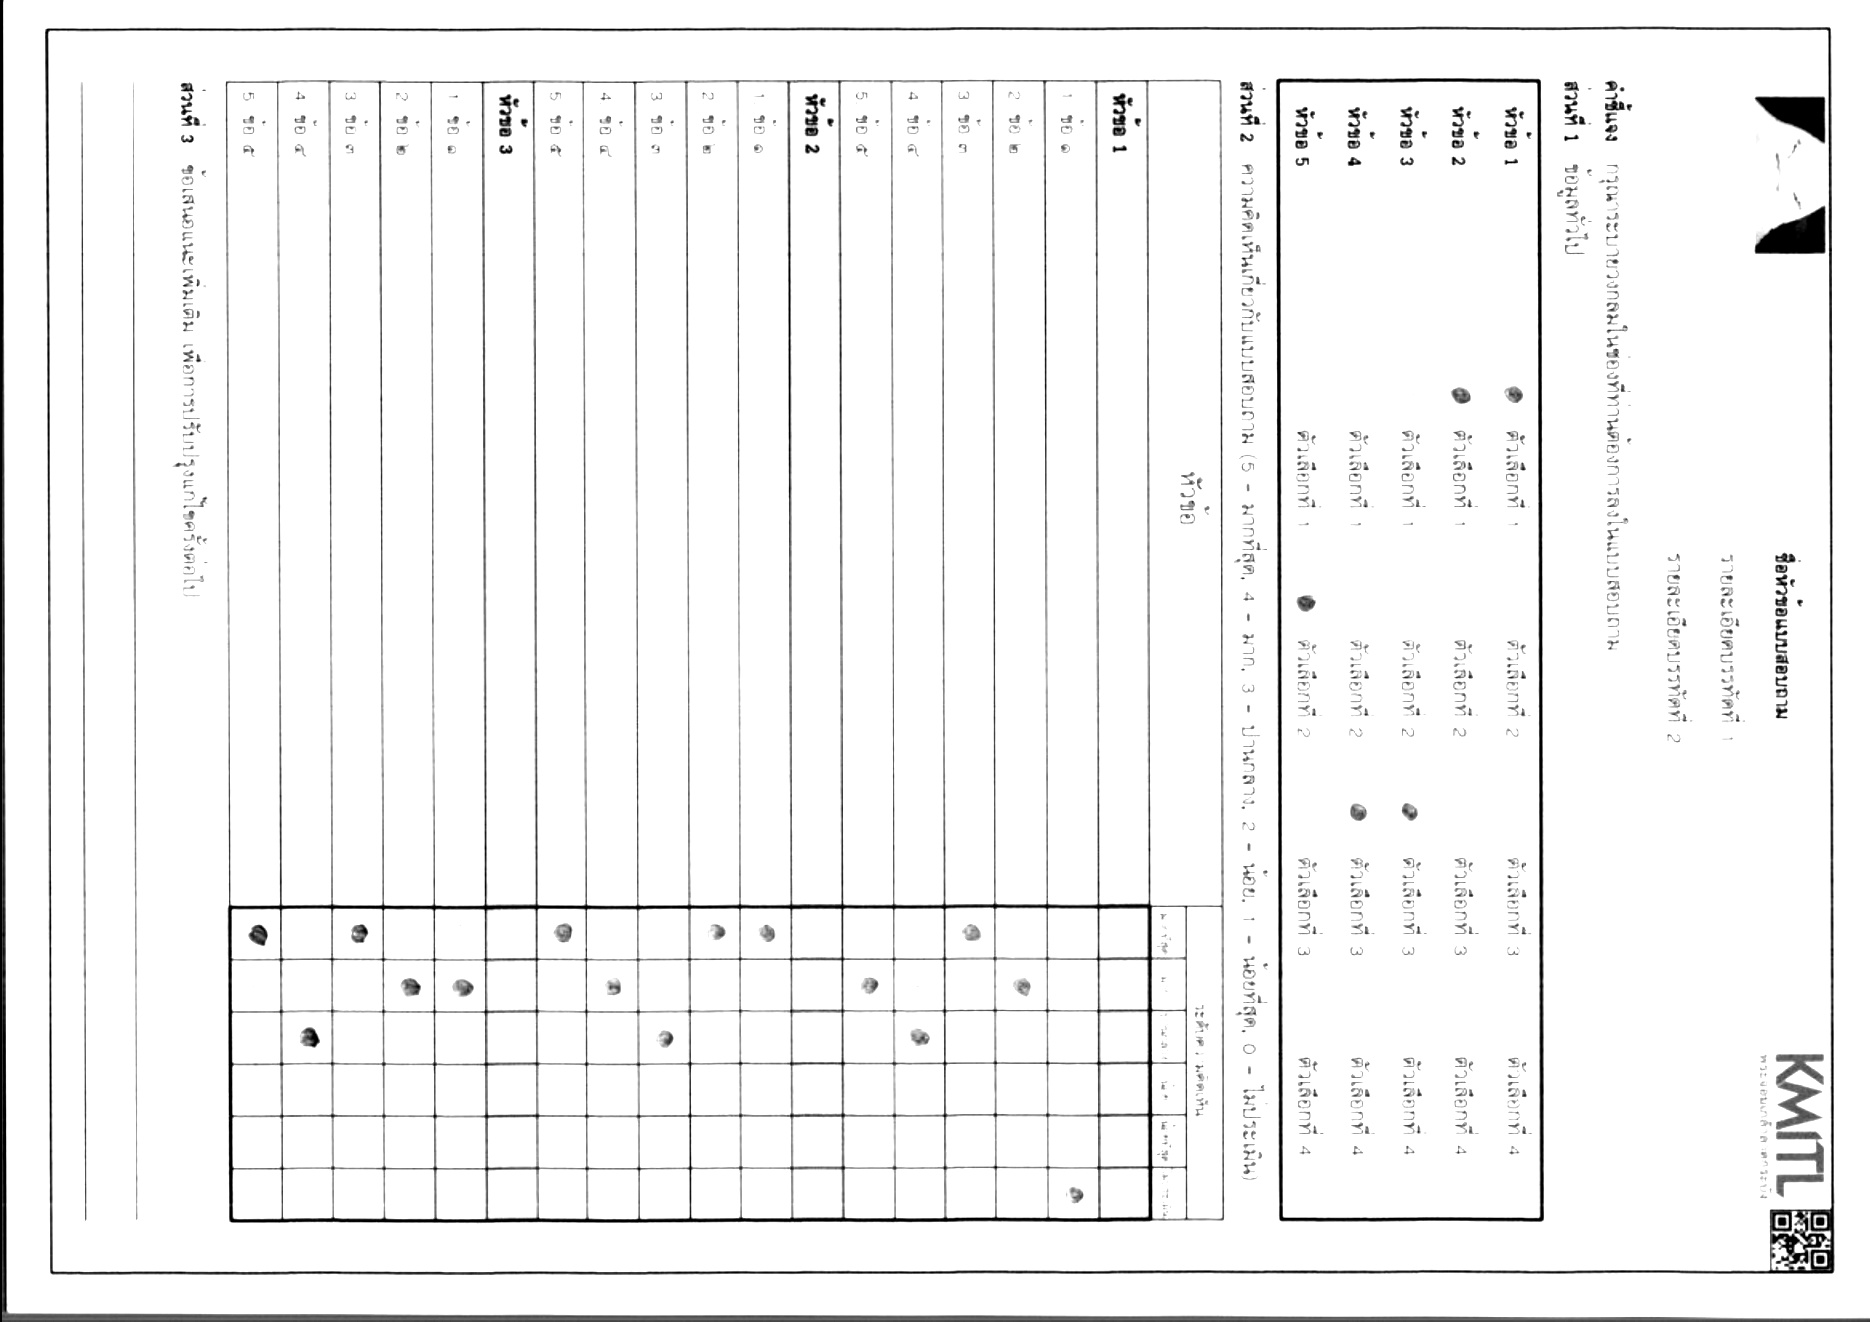 ชื่อหัวข้อแบบสอบถาม
รายละเอียดบรรทัดที่ 1
รายละเอียดบรรทัดที่ 2
KMITL
คำชี้แจง กรุณาระบายวงกลมในช่องที่ท่านต้องการลงในแบบสอบถาม
ส่วนที่ 1 ข้อมูลทั่วไป
หัวข้อ 1 ตัวเลือกที่ 1 ตัวเลือกที่ 2 ตัวเลือกที่ 3 ตัวเลือกที่ 4
หัวข้อ 2 ตัวเลือกที่ 1 ตัวเลือกที่ 2 ตัวเลือกที่ 3 ตัวเลือกที่ 4
หัวข้อ 3 ตัวเลือกที่ 1 ตัวเลือกที่ 2 ตัวเลือกที่ 3 ตัวเลือกที่ 4
หัวข้อ 4 ตัวเลือกที่ 1 ตัวเลือกที่ 2 ตัวเลือกที่ 3 ตัวเลือกที่ 4
หัวข้อ 5 ตัวเลือกที่ 1 ตัวเลือกที่ 2 ตัวเลือกที่ 3 ตัวเลือกที่ 4
ส่วนที่ 2 ความคิดเห็นเกี่ยวกับแบบสอบถาม (5 - มากที่สุด, 4 - มาก, 3 - ปานกลาง, 2 - น้อย, 1 - น้อยที่สุด, 0 - ไม่ประเมิน)
หัวข้อ
ระดับความคิดเห็น
หัวข้อ 1
1 ข้อ ๑
2 ข้อ ๒
3 ข้อ ๓
4 ข้อ ๔
5 ข้อ ๕
หัวข้อ 2
1 ข้อ ๑
2 ข้อ ๒
3 ข้อ ๓
4 ข้อ ๔
5 ข้อ ๕
หัวข้อ 3
1 ข้อ ๑
2 ข้อ ๒
3 ข้อ ๓
4 ข้อ ๔
5 ข้อ ๕
ส่วนที่ 3 ข้อเสนอแนะเพิ่มเติม เพื่อการปรับปรุงแก้ไขครั้งต่อไป